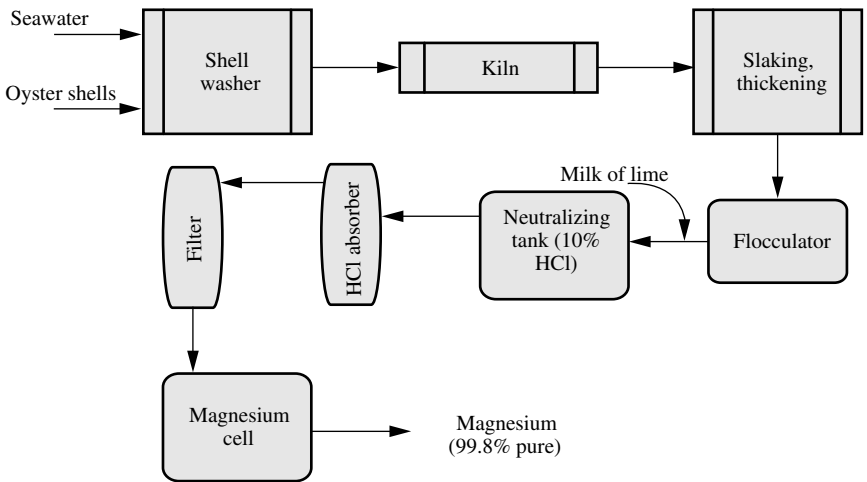 Seawater
Oyster shells
Shell
washer
Kiln
Slaking,
thickening
Milk of lime
Flocculator
Neutralizing
tank (10%
HCl)
HCl absorber
Filter
Magnesium
cell
Magnesium
(99.8% pure)